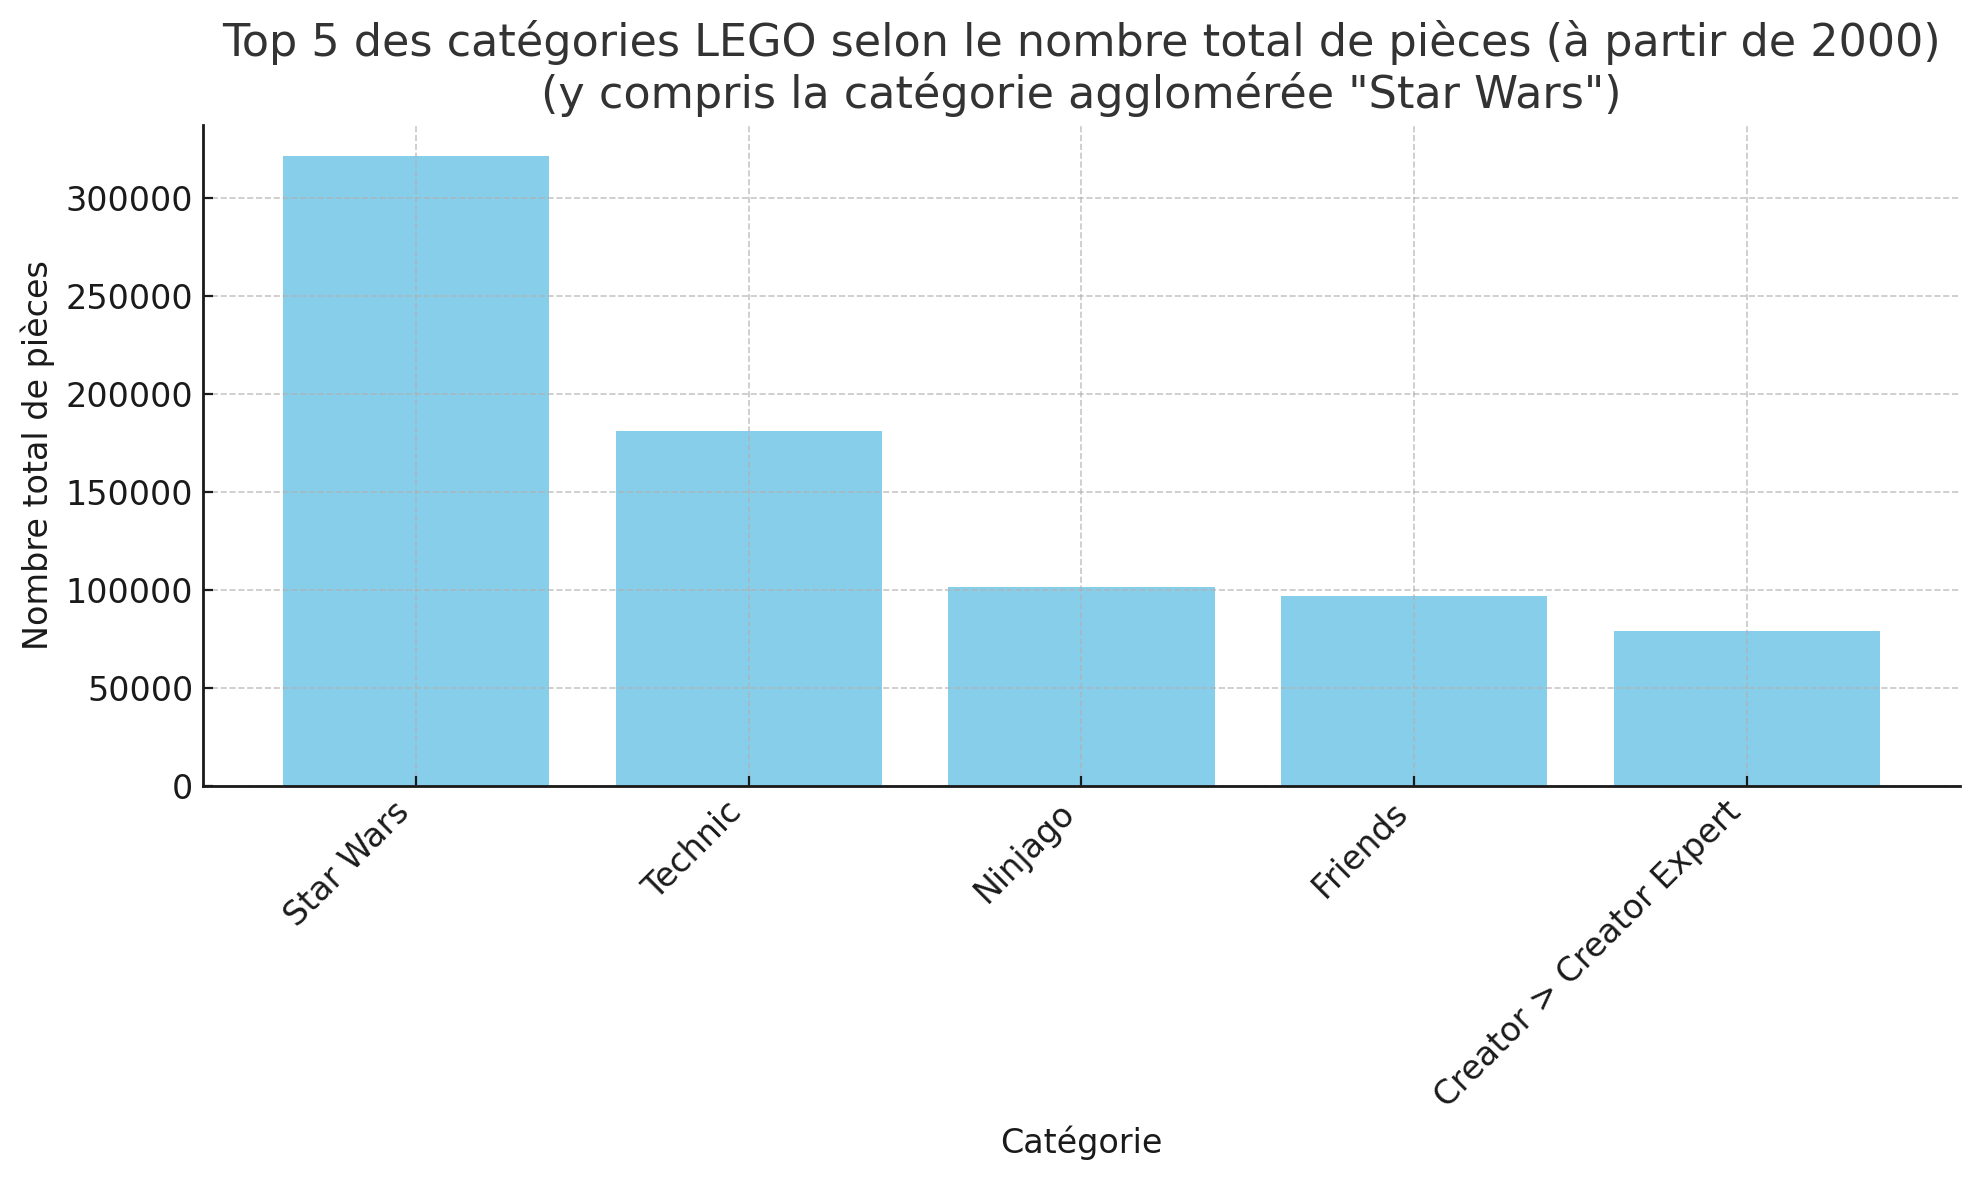 Top 5 des catégories LEGO selon le nombre total de pièces (à partir de 2000)
(y compris la catégorie agglomérée "Star Wars")
Nombre total de pièces
300000
250000
200000
150000
100000
50000
0
Star Wars
Technic
Ninjago
Friends
Creator > Creator Expert
Catégorie